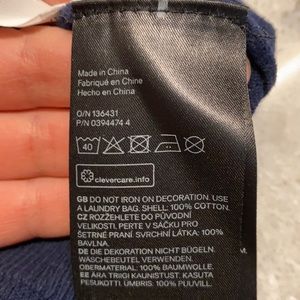 Made in China
Fabriqué en Chine
Hecho en China
O/N 136431
P/N 0394474 4
40
clevercare.info
GB DO NOT IRON ON DECORATION. USE
A LAUNDRY BAG. SHELL: 100% COTTON.
CZ ROZŽEHLETE DO PŮVODNÍ
VELIKOSTI. PERTE V SÁČKU PRO
ŠETRNÉ PRANÍ. SVRCHNÍ LÁTKA: 100%
BAVLNA.
DE DIE DEKORATION NICHT BÜGELN.
WÄSCHEBEUTEL VERWENDEN.
OBERMATERIAL: 100% BAUMWOLLE.
EE ÄRA TRIIGI KAUNISTUST. KASUTA
PESUKOTTI. ÜMBRIS: 100% PUUVILL.